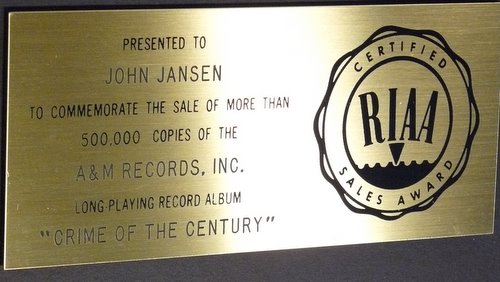 PRESENTED TO
JOHN JANSEN
TO COMMEMORATE THE SALE OF MORE THAN
500,000 COPIES OF THE
A&M RECORDS, INC.
LONG-PLAYING RECORD ALBUM
"CRIME OF THE CENTURY"
CERTIFIED
RIAA
SALES AWARD